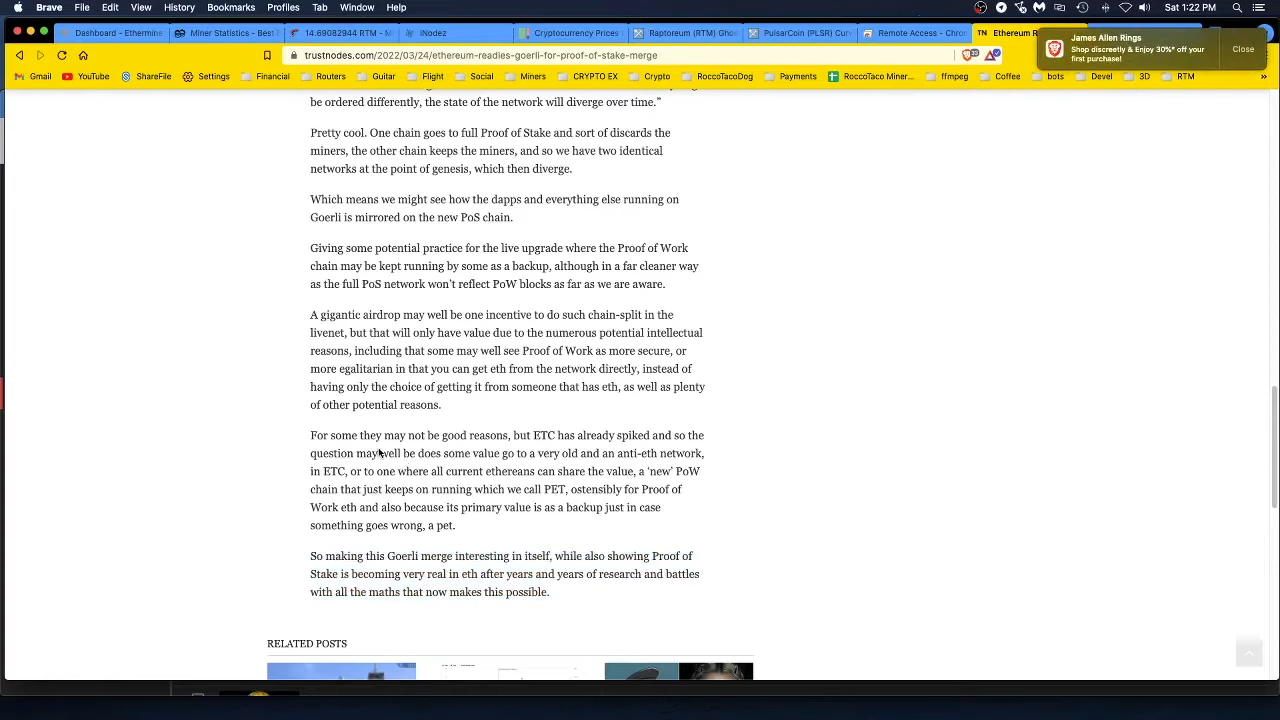 Brave File Edit View History Bookmarks Profiles Tab Window Help
Sat 1:22 PM
Dashboard - Ethermine
Miner Statistics - Best E
14.69082944 RTM - M
iNodez
Cryptocurrency Prices
Raptoreum (RTM) Ghos
PulsarCoin (PLSR) Cur
Remote Access - Chron
TN Ethereum R
trustnodes.com/2022/03/24/ethereum-readies-goerli-for-proof-of-stake-merge
James Allen Rings
Shop discreetly & Enjoy 30%* off your
first purchase!
Close
Gmail YouTube ShareFile Settings Financial Routers Guitar Flight Social Miners CRYPTO EX Crypto RoccoTacoDog Payments RoccoTaco Miner... ffmpeg Coffee bots Devel 3D RTM »
be ordered differently, the state of the network will diverge over time.”
Pretty cool. One chain goes to full Proof of Stake and sort of discards the
miners, the other chain keeps the miners, and so we have two identical
networks at the point of genesis, which then diverge.
Which means we might see how the dapps and everything else running on
Goerli is mirrored on the new PoS chain.
Giving some potential practice for the live upgrade where the Proof of Work
chain may be kept running by some as a backup, although in a far cleaner way
as the full PoS network won’t reflect PoW blocks as far as we are aware.
A gigantic airdrop may well be one incentive to do such chain-split in the
livenet, but that will only have value due to the numerous potential intellectual
reasons, including that some may well see Proof of Work as more secure, or
more egalitarian in that you can get eth from the network directly, instead of
having only the choice of getting it from someone that has eth, as well as plenty
of other potential reasons.
For some they may not be good reasons, but ETC has already spiked and so the
question may well be does some value go to a very old and an anti-eth network,
in ETC, or to one where all current ethereans can share the value, a ‘new’ PoW
chain that just keeps on running which we call PET, ostensibly for Proof of
Work eth and also because its primary value is as a backup just in case
something goes wrong, a pet.
So making this Goerli merge interesting in itself, while also showing Proof of
Stake is becoming very real in eth after years and years of research and battles
with all the maths that now makes this possible.
RELATED POSTS